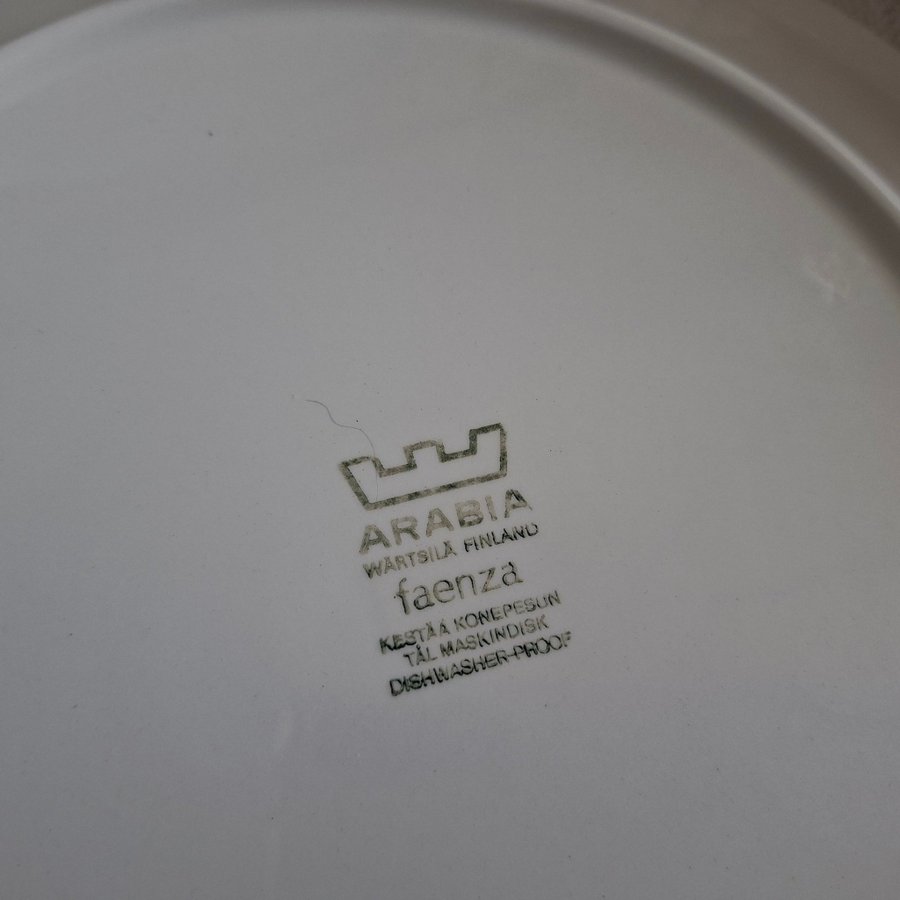 ARABIA
WÄRTSILÄ FINLAND
faenza
KESTÄÄ KONEPESUN
TÅL MASKINDISK
DISHWASHER-PROOF